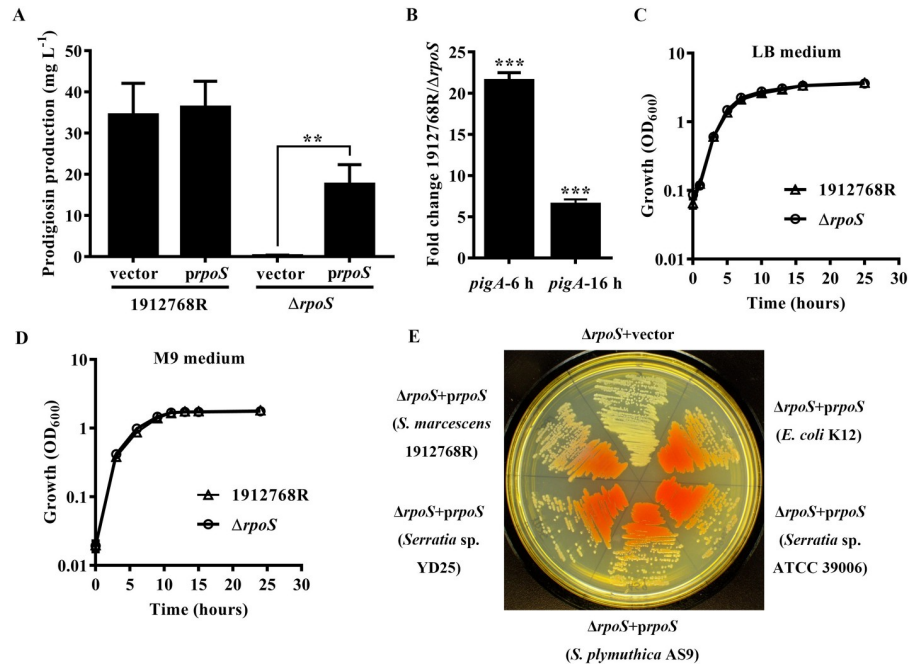 A
Prodigiosin production (mg L⁻¹)
50
40
30
20
10
0
**
vector
prpoS
vector
prpoS
1912768R
ΔrpoS
B
Fold change 1912768R/ΔrpoS
25
20
15
10
5
0
***
***
pigA-6 h
pigA-16 h
C
LB medium
Growth (OD₆₀₀)
10
1
0.1
0.01
1912768R
ΔrpoS
0 5 10 15 20 25 30
Time (hours)
D
M9 medium
Growth (OD₆₀₀)
10
1
0.1
0.01
1912768R
ΔrpoS
0 5 10 15 20 25 30
Time (hours)
E
ΔrpoS+vector
ΔrpoS+prpoS
(S. marcescens
1912768R)
ΔrpoS+prpoS
(E. coli K12)
ΔrpoS+prpoS
(Serratia sp.
YD25)
ΔrpoS+prpoS
(Serratia sp.
ATCC 39006)
ΔrpoS+prpoS
(S. plymuthica AS9)